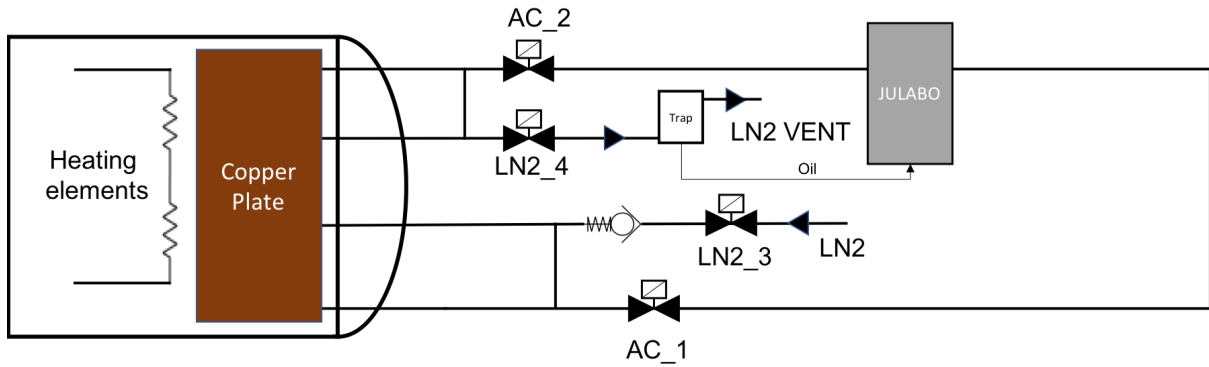 AC_2
JULABO
Trap
LN2 VENT
Heating
elements
Copper
Plate
LN2_4
Oil
LN2_3
LN2
AC_1